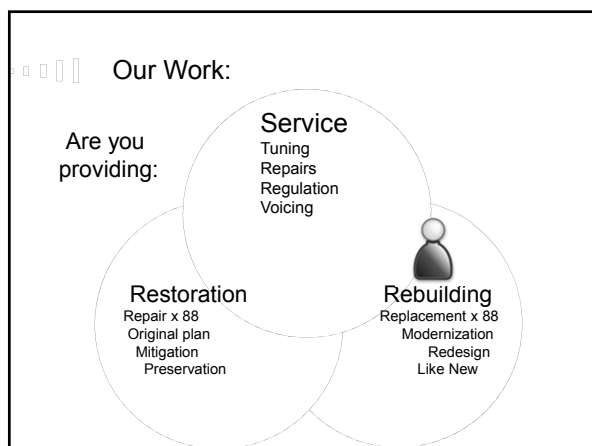 Our Work:
Are you
providing:
Service
Tuning
Repairs
Regulation
Voicing
Restoration
Repair x 88
Original plan
Mitigation
Preservation
Rebuilding
Replacement x 88
Modernization
Redesign
Like New